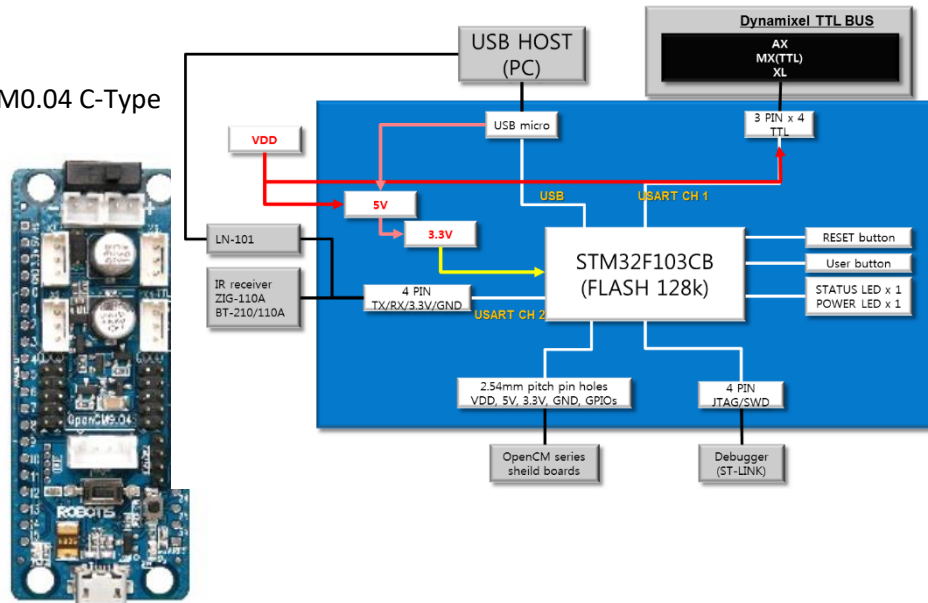 M0.04 C-Type
USB HOST
(PC)
Dynamixel TTL BUS
AX
MX(TTL)
XL
USB micro
3 PIN x 4
TTL
VDD
5V
3.3V
USB
USART CH 1
LN-101
IR receiver
ZIG-110A
BT-210/110A
4 PIN
TX/RX/3.3V/GND
USART CH 2
STM32F103CB
(FLASH 128k)
RESET button
User button
STATUS LED x 1
POWER LED x 1
2.54mm pitch pin holes
VDD, 5V, 3.3V, GND, GPIOs
4 PIN
JTAG/SWD
OpenCM series
sheild boards
Debugger
(ST-LINK)
- +
OpenCM9.04
10
11
12
ROBOTIS